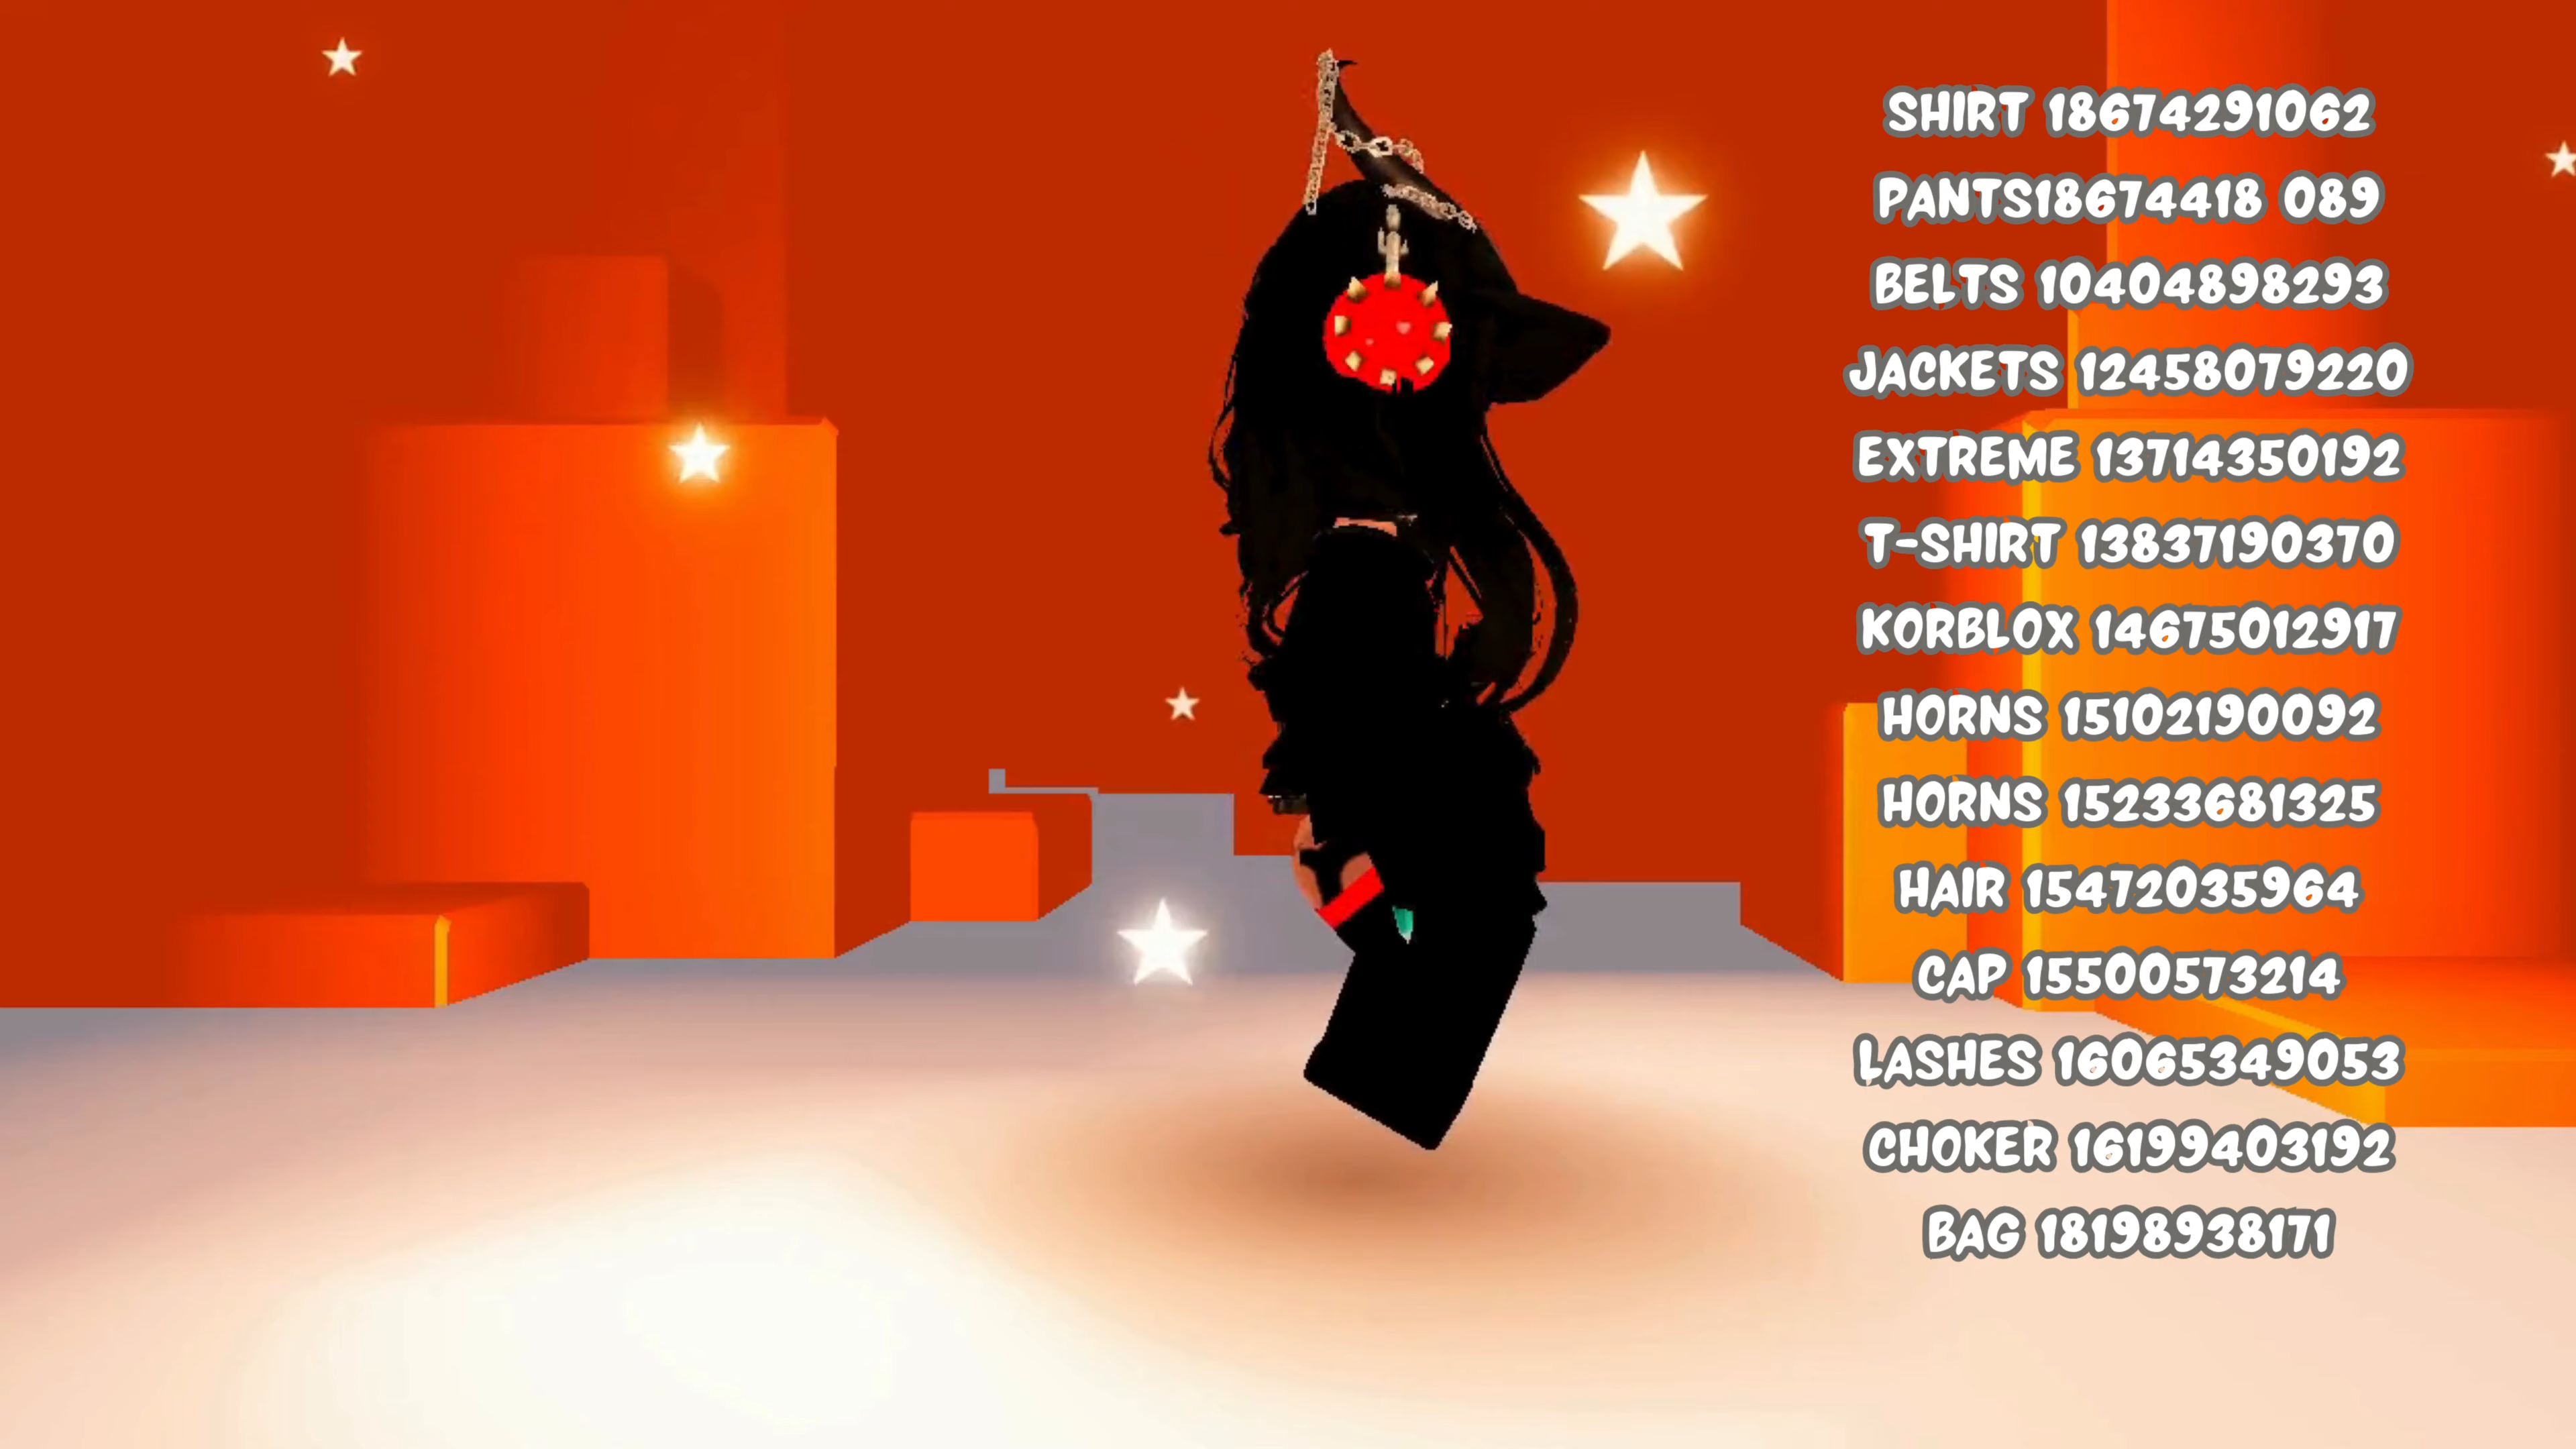 SHIRT 18674291062
PANTS18674418 089
BELTS 10404898293
JACKETS 12458079220
EXTREME 13714350192
T-SHIRT 13837190370
KORBLOX 14675012917
HORNS 15102190092
HORNS 15233681325
HAIR 15472035964
CAP 15500573214
LASHES 16065349053
CHOKER 16199403192
BAG 18198938171